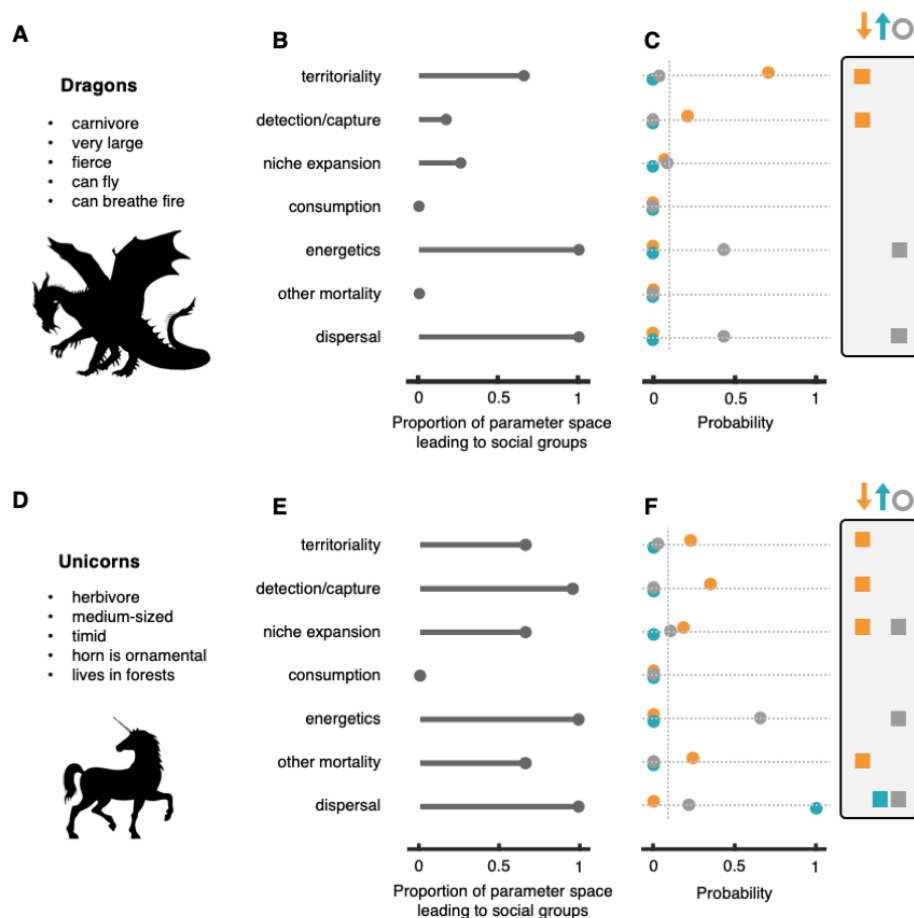 A
Dragons
• carnivore
• very large
• fierce
• can fly
• can breathe fire
B
territoriality
detection/capture
niche expansion
consumption
energetics
other mortality
dispersal
0 0.5 1
Proportion of parameter space
leading to social groups
C
0 0.5 1
Probability
D
Unicorns
• herbivore
• medium-sized
• timid
• horn is ornamental
• lives in forests
E
territoriality
detection/capture
niche expansion
consumption
energetics
other mortality
dispersal
0 0.5 1
Proportion of parameter space
leading to social groups
F
0 0.5 1
Probability